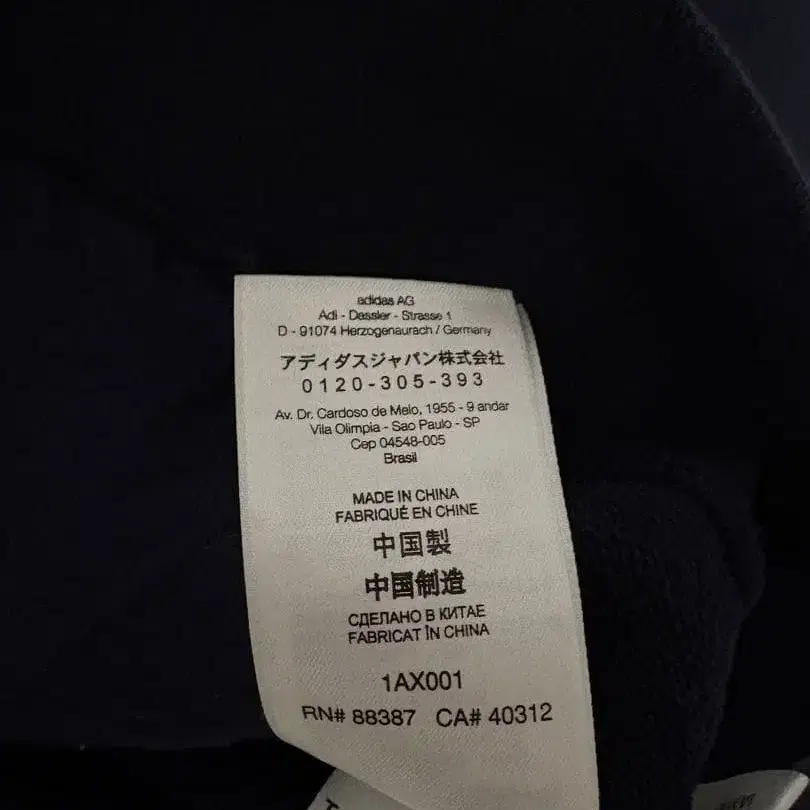 adidas AG
Adi - Dassler - Strasse 1
D - 91074 Herzogenaurach / Germany
アディダスジャパン株式会社
0120-305-393
Av. Dr. Cardoso de Melo, 1955 - 9 andar
Vila Olimpia - Sao Paulo - SP
Cep 04548-005
Brasil
MADE IN CHINA
FABRIQUÉ EN CHINE
中国製
中国制造
СДЕЛАНО В КИТАЕ
FABRICAT ÎN CHINA
1AX001
RN# 88387 CA# 40312